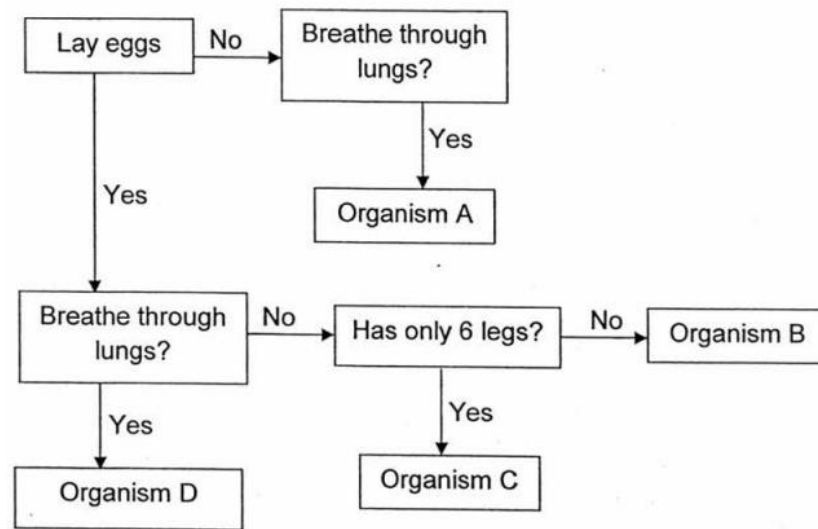 Lay eggs
No
Breathe through
lungs?
Yes
Yes
Organism A
Breathe through
lungs?
No
Has only 6 legs?
No
Organism B
Yes
Yes
Organism D
Organism C